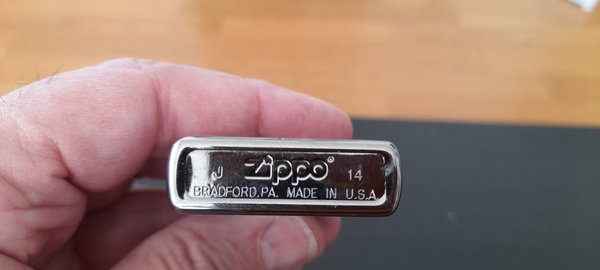 J Zippo® 14
BRADFORD,PA. MADE IN U.S.A